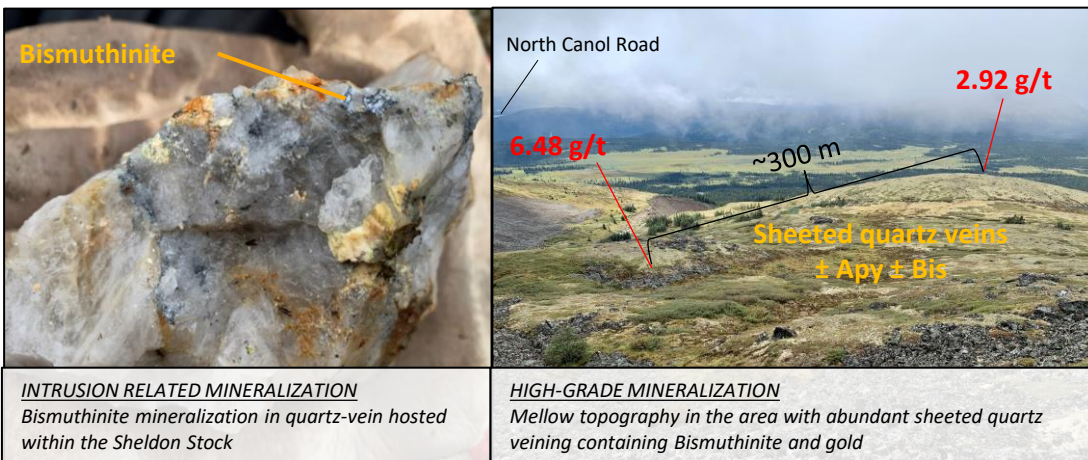 Bismuthinite
INTRUSION RELATED MINERALIZATION
Bismuthinite mineralization in quartz-vein hosted
within the Sheldon Stock
North Canol Road
2.92 g/t
6.48 g/t
~300 m
Sheeted quartz veins
± Apy ± Bis
HIGH-GRADE MINERALIZATION
Mellow topography in the area with abundant sheeted quartz
veining containing Bismuthinite and gold